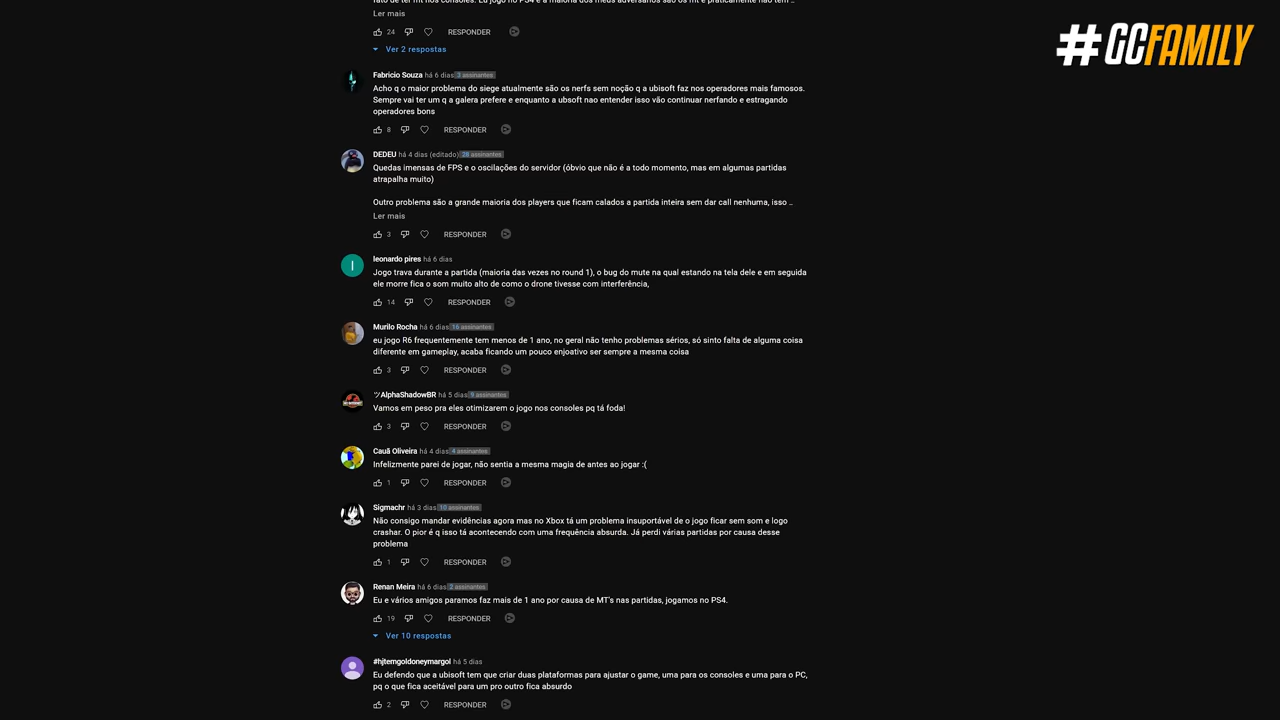 fato de ter mt nos consoles. Eu jogo no PS4 e a maioria dos meus adversários são os mt e praticamente não tem ..
Ler mais
24 RESPONDER
Ver 2 respostas
#GCFAMILY
Fabricio Souza há 6 dias 3 assinantes
Acho q o maior problema do siege atualmente são os nerfs sem noção q a ubisoft faz nos operadores mais famosos.
Sempre vai ter um q a galera prefere e enquanto a ubsoft nao entender isso vão continuar nerfando e estragando
operadores bons
8 RESPONDER
DEDEU há 4 dias (editado) 28 assinantes
Quedas imensas de FPS e o oscilações do servidor (óbvio que não é a todo momento, mas em algumas partidas
atrapalha muito)
Outro problema são a grande maioria dos players que ficam calados a partida inteira sem dar call nenhuma, isso ..
Ler mais
3 RESPONDER
l
leonardo pires há 6 dias
Jogo trava durante a partida (maioria das vezes no round 1), o bug do mute na qual estando na tela dele e em seguida
ele morre fica o som muito alto de como o drone tivesse com interferência,
14 RESPONDER
Murilo Rocha há 6 dias 16 assinantes
eu jogo R6 frequentemente tem menos de 1 ano, no geral não tenho problemas sérios, só sinto falta de alguma coisa
diferente em gameplay, acaba ficando um pouco enjoativo ser sempre a mesma coisa
3 RESPONDER
ツAlphaShadowBR há 5 dias 9 assinantes
Vamos em peso pra eles otimizarem o jogo nos consoles pq tá foda!
3 RESPONDER
Cauã Oliveira há 4 dias 4 assinantes
Infelizmente parei de jogar, não sentia a mesma magia de antes ao jogar :(
1 RESPONDER
Sigmachr há 3 dias 10 assinantes
Não consigo mandar evidências agora mas no Xbox tá um problema insuportável de o jogo ficar sem som e logo
crashar. O pior é q isso tá acontecendo com uma frequência absurda. Já perdi várias partidas por causa desse
problema
1 RESPONDER
Renan Meira há 6 dias 2 assinantes
Eu e vários amigos paramos faz mais de 1 ano por causa de MT's nas partidas, jogamos no PS4.
19 RESPONDER
Ver 10 respostas
#hjtemgoldoneymargol há 5 dias
Eu defendo que a ubisoft tem que criar duas plataformas para ajustar o game, uma para os consoles e uma para o PC,
pq o que fica aceitável para um pro outro fica absurdo
2 RESPONDER